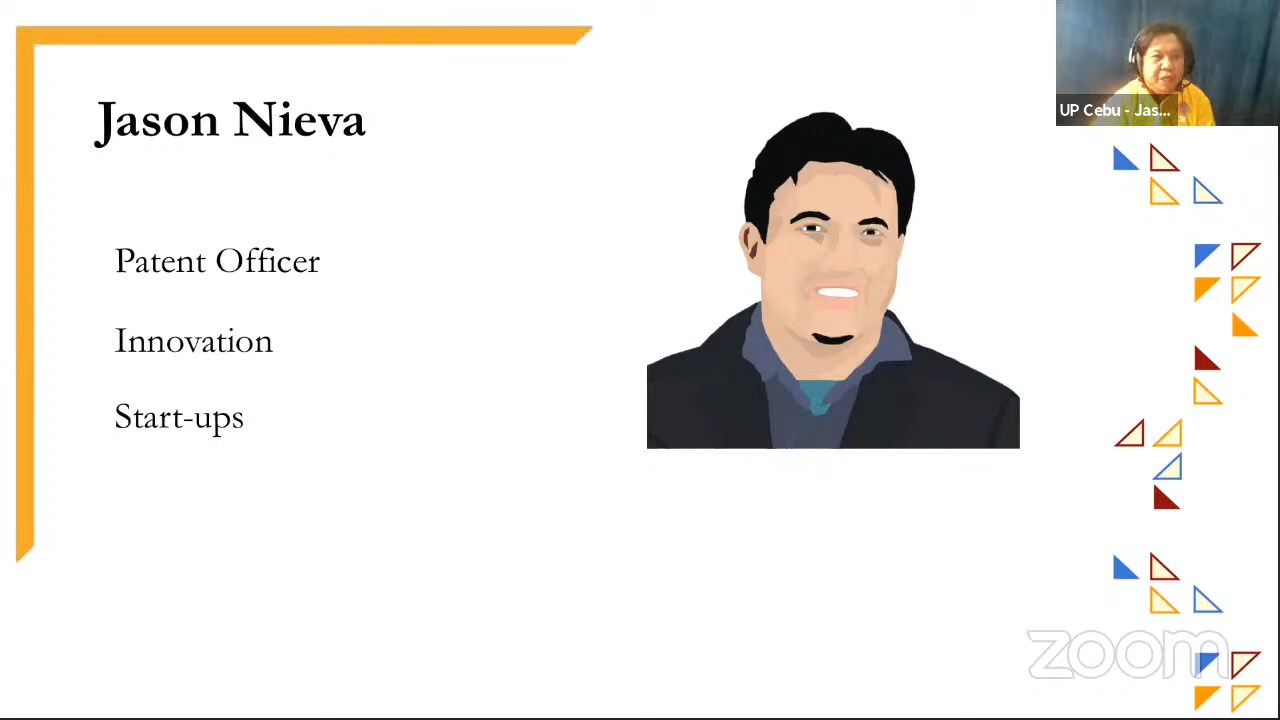 Jason Nieva
UP Cebu - Jas...
Patent Officer
Innovation
Start-ups
zoom